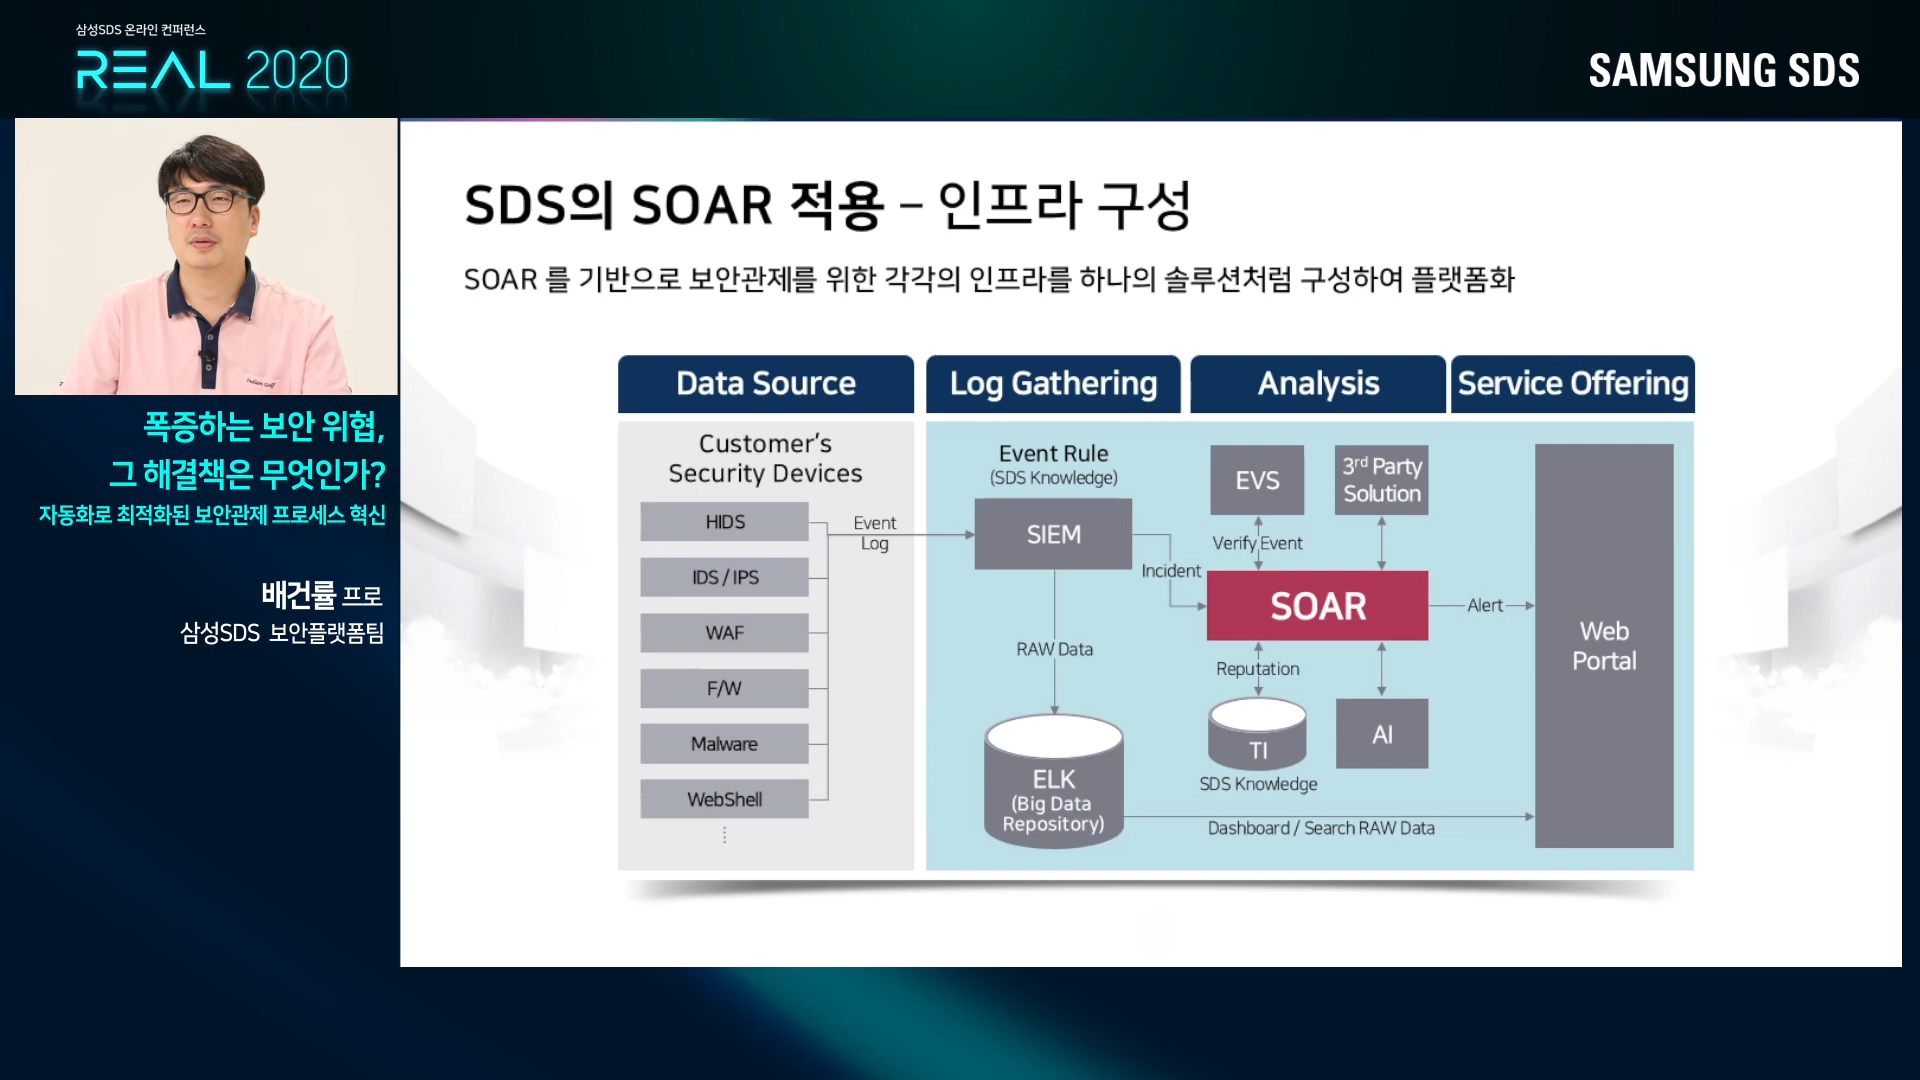 삼성SDS 온라인 컨퍼런스
REAL 2020
SAMSUNG SDS
폭증하는 보안 위협,
그 해결책은 무엇인가?
자동화로 최적화된 보안관제 프로세스 혁신
배건률 프로
삼성SDS 보안플랫폼팀
Indian Golf
SDS의 SOAR 적용 – 인프라 구성
SOAR 를 기반으로 보안관제를 위한 각각의 인프라를 하나의 솔루션처럼 구성하여 플랫폼화
Data Source
Log Gathering
Analysis
Service Offering
Customer’s
Security Devices
HIDS
IDS / IPS
WAF
F/W
Malware
WebShell
Event
Log
Event Rule
(SDS Knowledge)
SIEM
RAW Data
ELK
(Big Data
Repository)
Incident
EVS
3rd Party
Solution
Verify Event
SOAR
Reputation
TI
SDS Knowledge
AI
Alert
Dashboard / Search RAW Data
Web
Portal